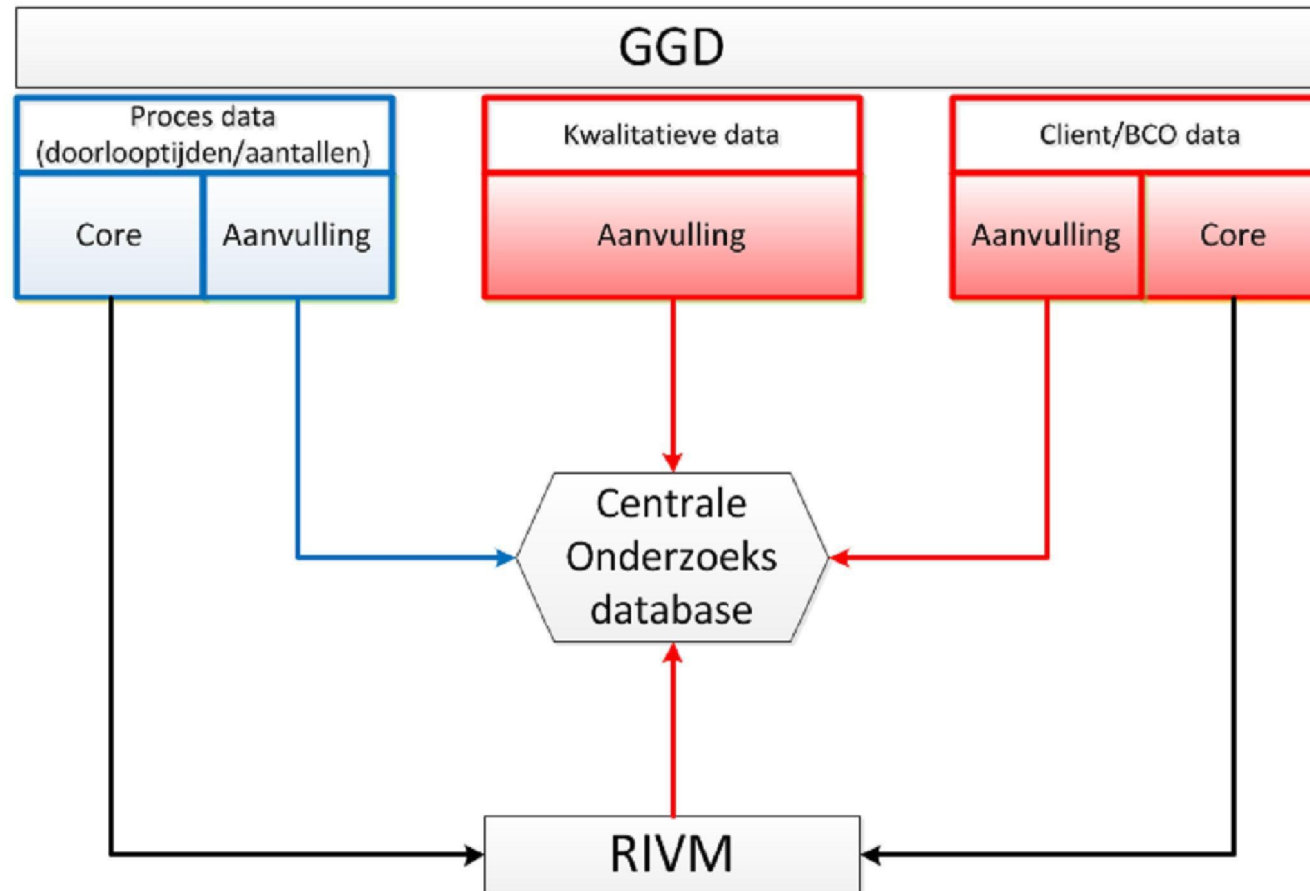 GGD
Proces data
(doorlooptijden/aantallen)
Core
Aanvulling
Kwalitatieve data
Aanvulling
Client/BCO data
Aanvulling
Core
Centrale
Onderzoeks
database
RIVM